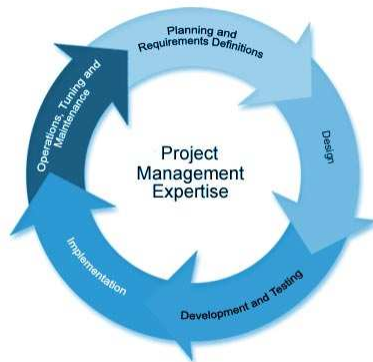 Planning and
Requirements Definitions
Design
Development and Testing
Implementation
Operations, Tuning and
Maintenance
Project
Management
Expertise